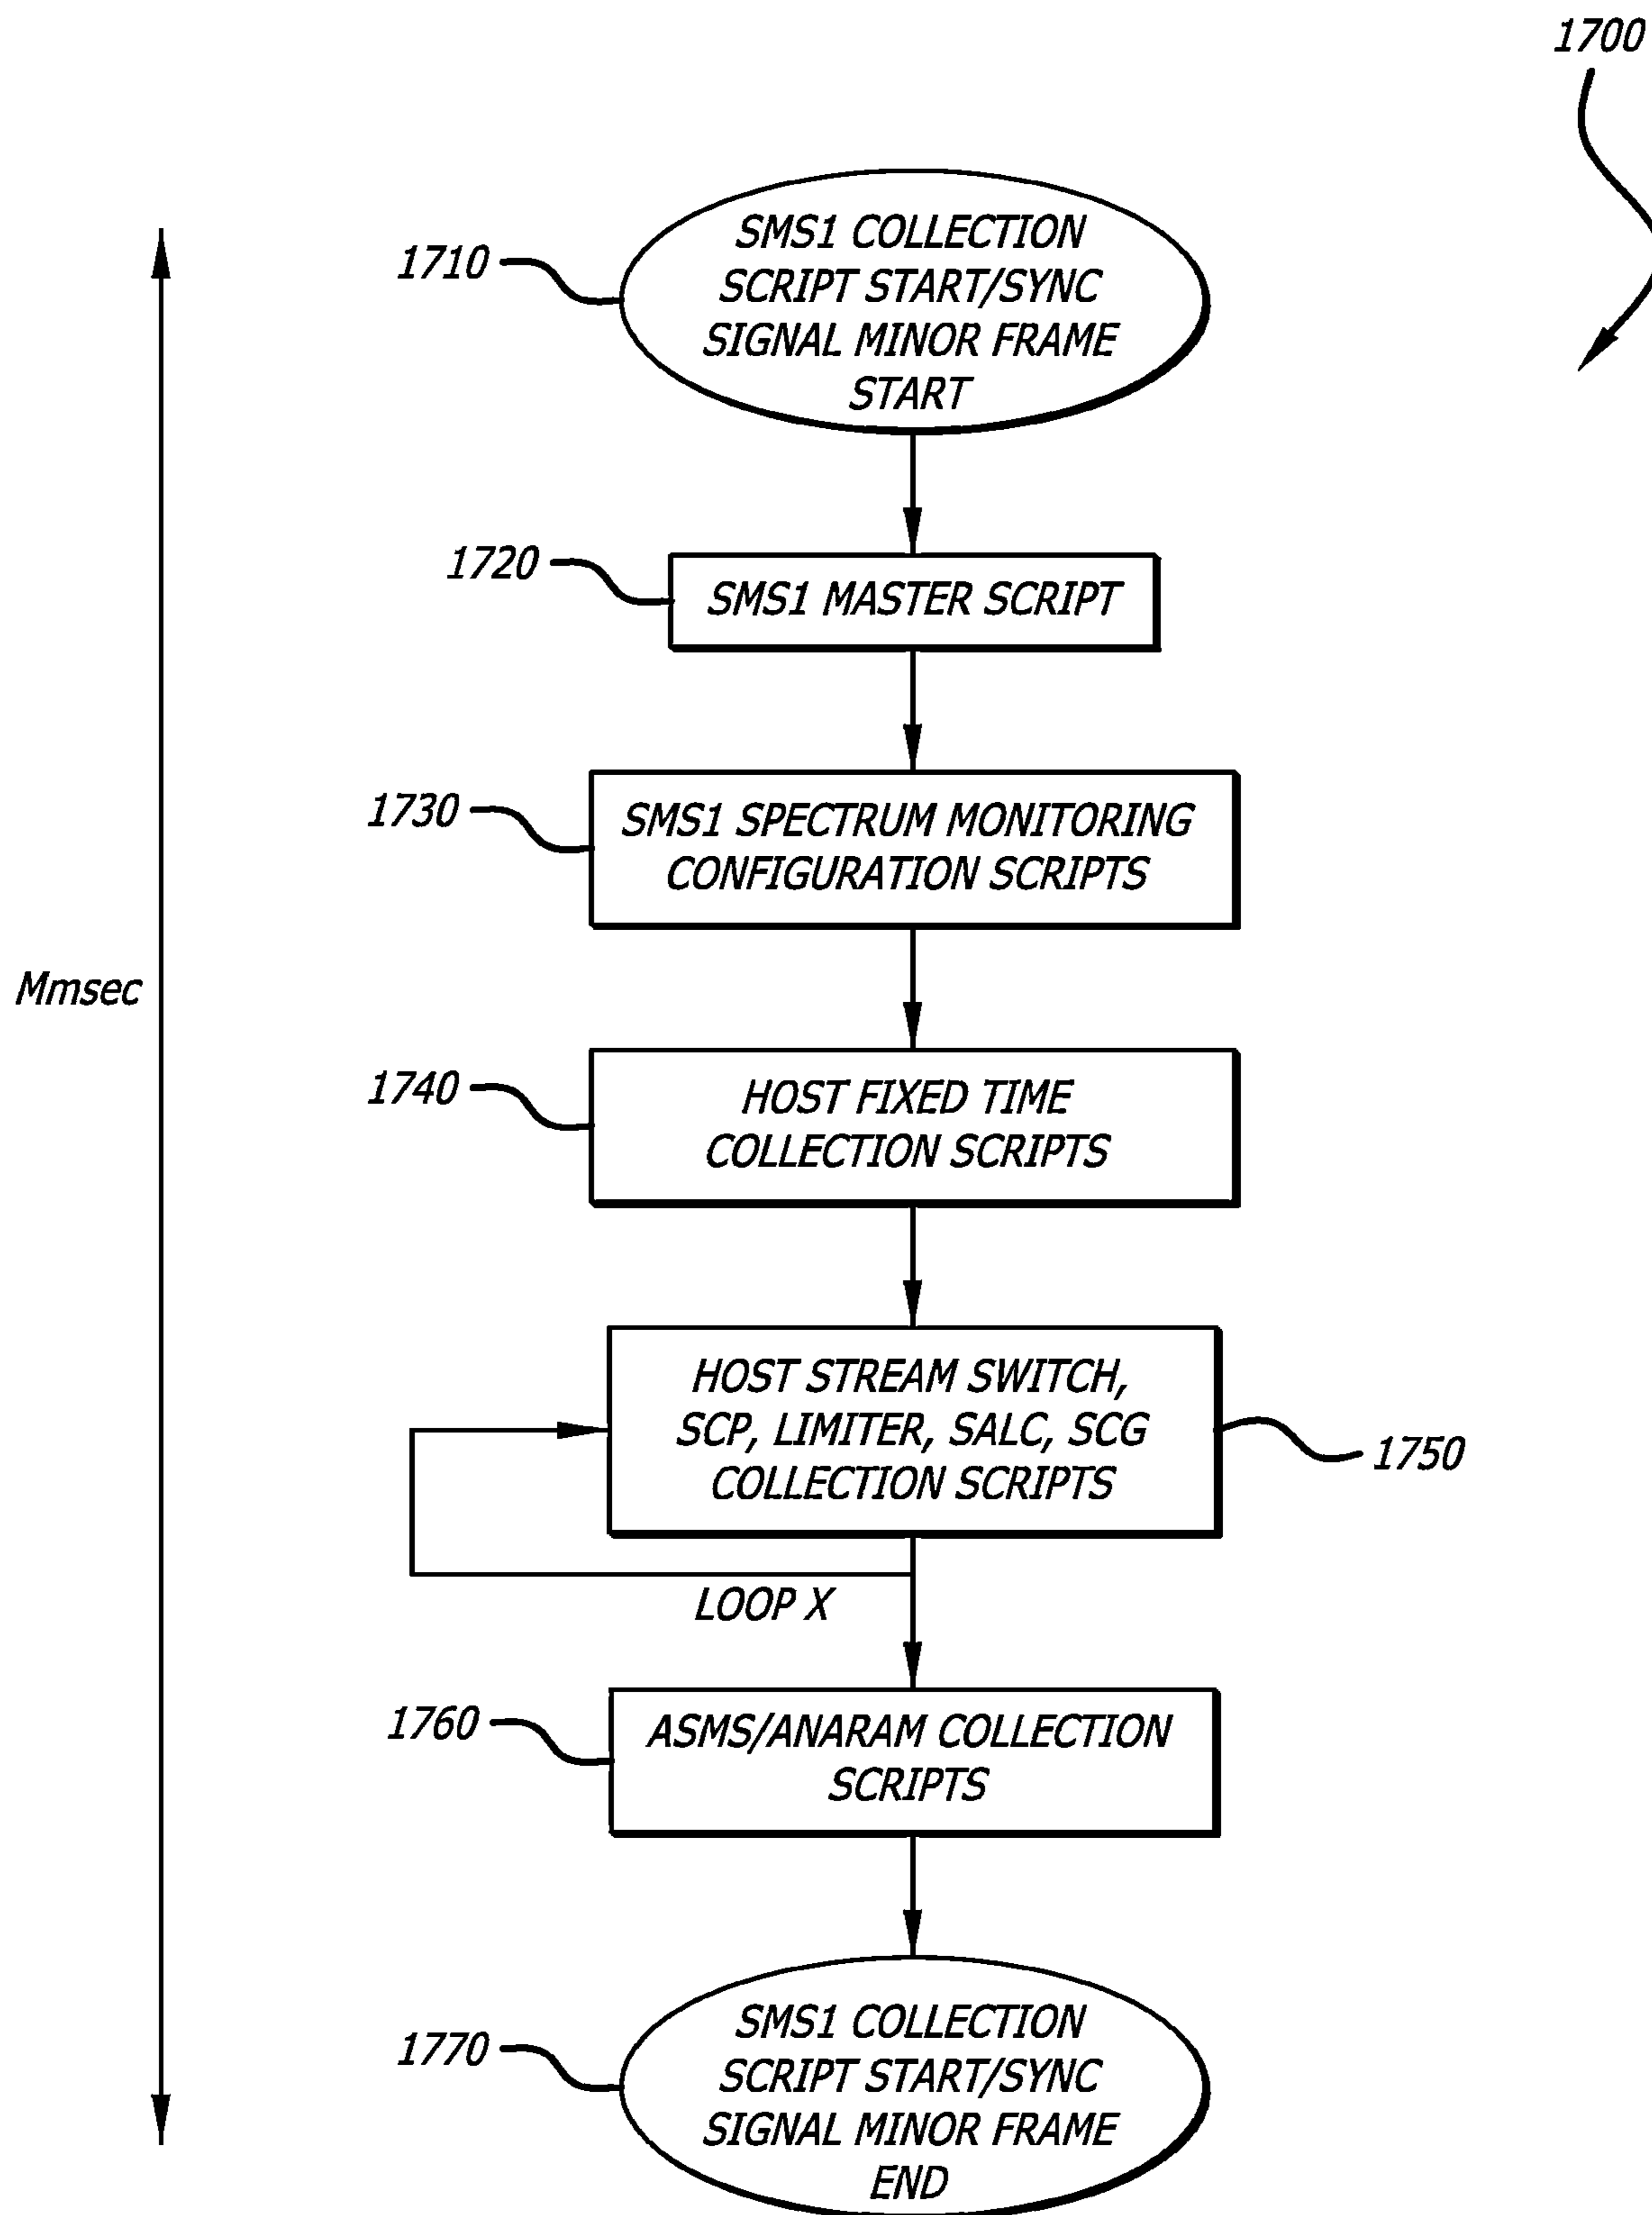 1700
1710
SMS1 COLLECTION
SCRIPT START/SYNC
SIGNAL MINOR FRAME
START
1720
SMS1 MASTER SCRIPT
1730
SMS1 SPECTRUM MONITORING
CONFIGURATION SCRIPTS
Mmsec
1740
HOST FIXED TIME
COLLECTION SCRIPTS
HOST STREAM SWITCH,
SCP, LIMITER, SALC, SCG
COLLECTION SCRIPTS
1750
LOOP X
1760
ASMS/ANARAM COLLECTION
SCRIPTS
1770
SMS1 COLLECTION
SCRIPT START/SYNC
SIGNAL MINOR FRAME
END